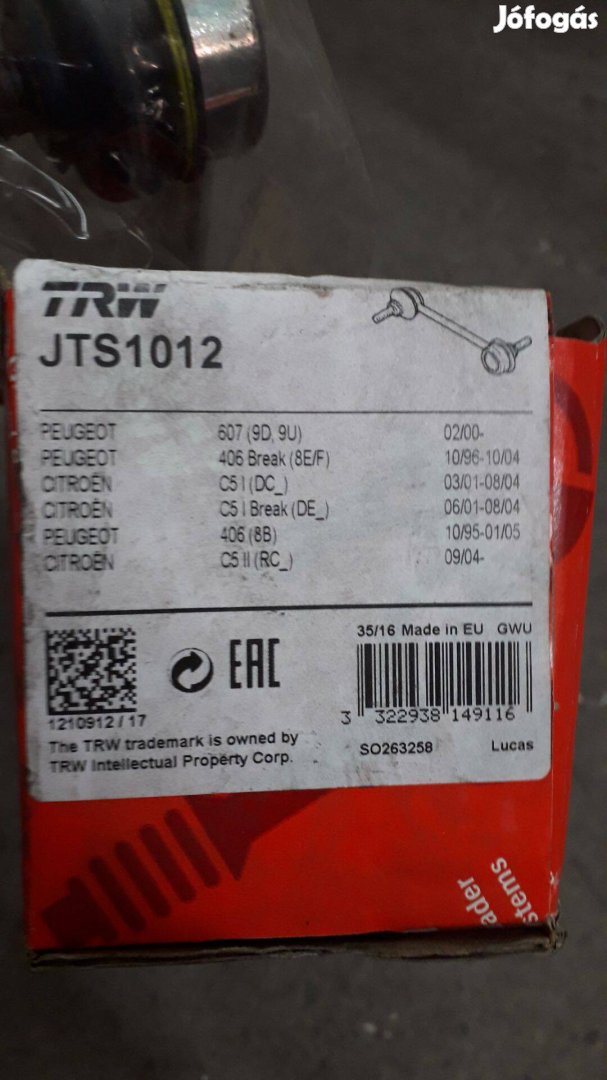 Jófogás
TRW
JTS1012
PEUGEOT 607 (9D, 9U) 02/00-
PEUGEOT 406 Break (8E/F) 10/96-10/04
CITROËN C5 I (DC_) 03/01-08/04
CITROËN C5 I Break (DE_) 06/01-08/04
PEUGEOT 406 (8B) 10/95-01/05
CITROËN C5 II (RC_) 09/04-
35/16 Made in EU GWU
EAC
3 322938 149116
1210912 / 17
The TRW trademark is owned by
TRW Intellectual Property Corp.
SO263258 Lucas
ader
stems